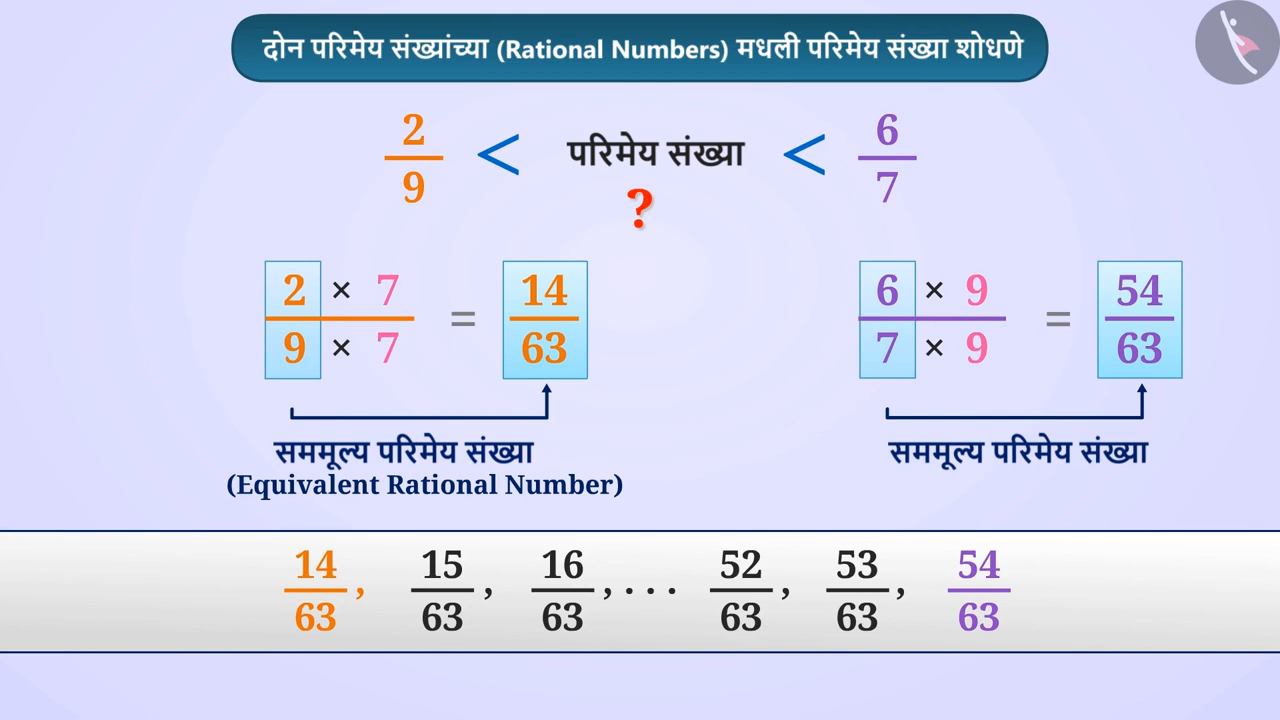 दोन परिमेय संख्यांच्या (Rational Numbers) मधली परिमेय संख्या शोधणे
2/9 < परिमेय संख्या < 6/7
?
2 × 7 / 9 × 7 = 14/63
6 × 9 / 7 × 9 = 54/63
सममूल्य परिमेय संख्या
(Equivalent Rational Number)
सममूल्य परिमेय संख्या
14/63, 15/63, 16/63, . . . 52/63, 53/63, 54/63